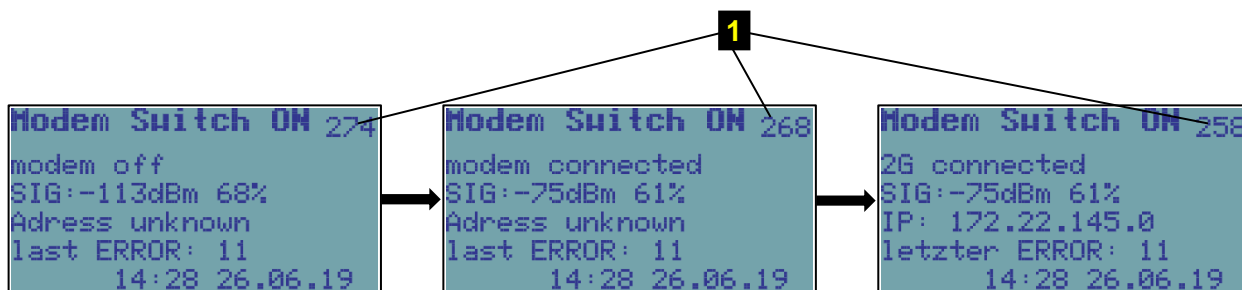 1
Modem Switch ON 274
modem off
SIG:-113dBm 68%
Adress unknown
last ERROR: 11
14:28 26.06.19
Modem Switch ON 268
modem connected
SIG:-75dBm 61%
Adress unknown
last ERROR: 11
14:28 26.06.19
Modem Switch ON 258
2G connected
SIG:-75dBm 61%
IP: 172.22.145.0
letzter ERROR: 11
14:28 26.06.19